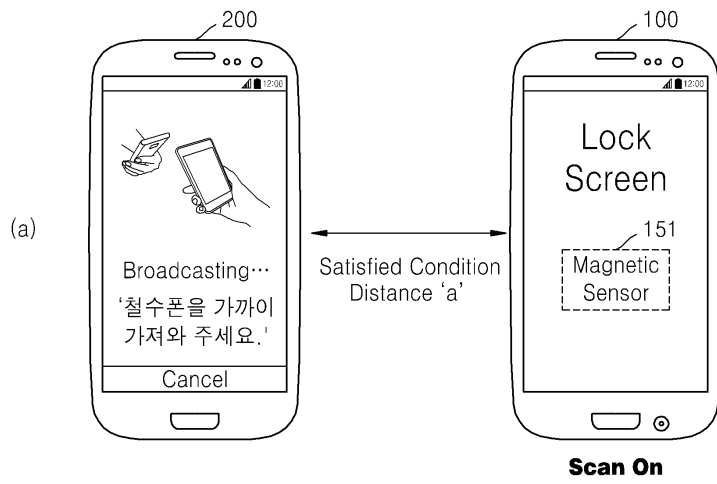 200
100
12:00
12:00
Lock
Screen
(a)
151
Magnetic
Sensor
Satisfied Condition
Distance ‘a’
Broadcasting…
‘철수폰을 가까이
가져와 주세요.’
Cancel
Scan On